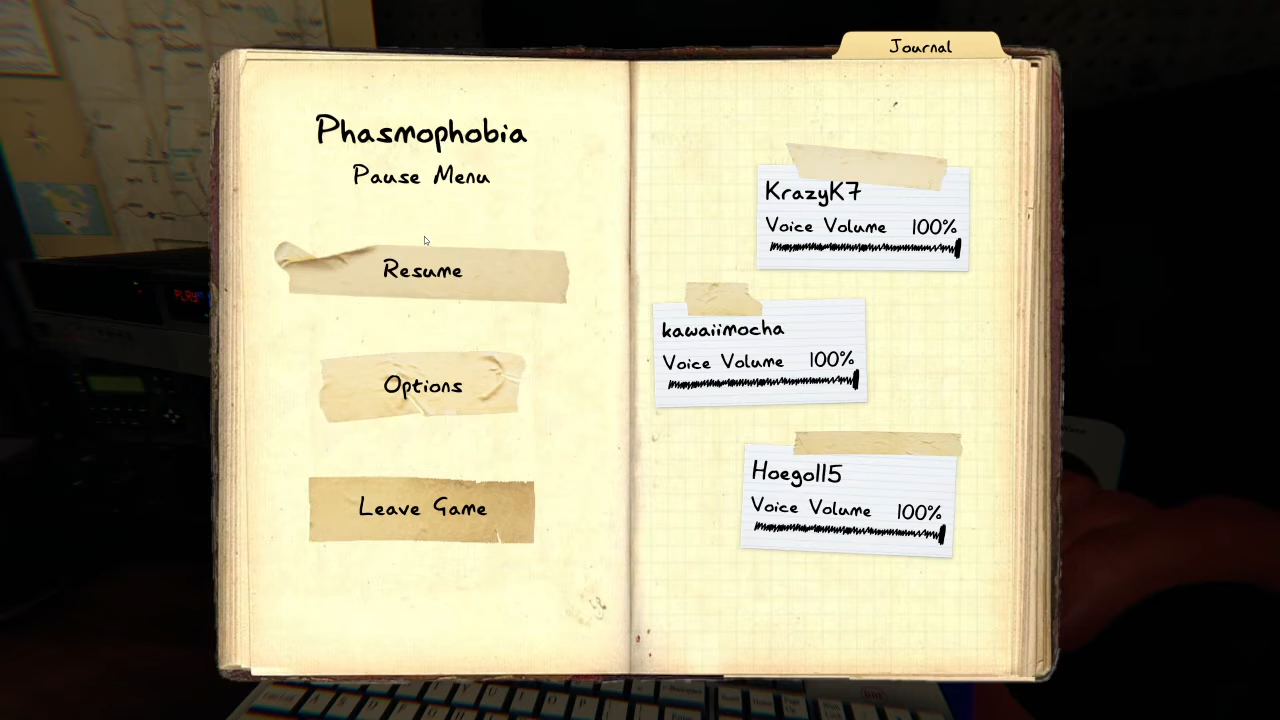 Journal
Phasmophobia
Pause Menu
Resume
Options
Leave Game
KrazyK7
Voice Volume 100%
kawaiimocha
Voice Volume 100%
Hoegoll5
Voice Volume 100%